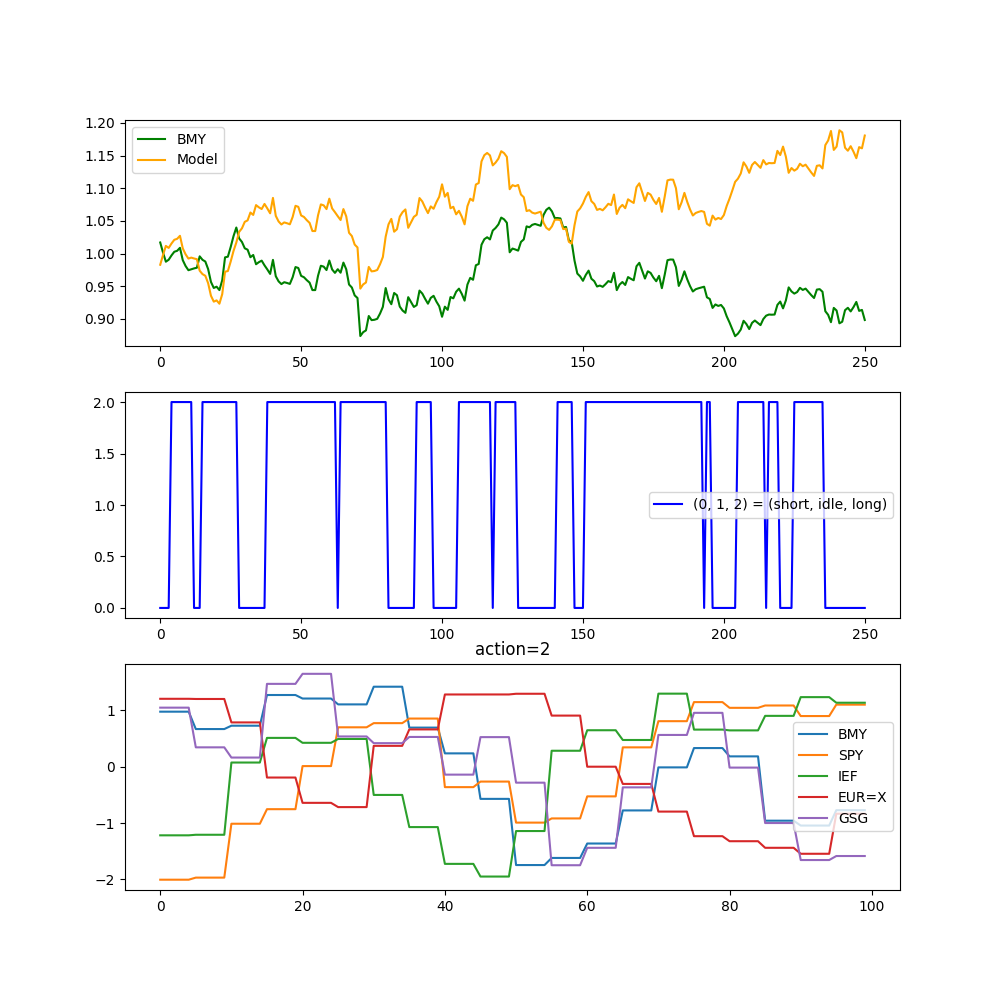 1.20
1.15
1.10
1.05
1.00
0.95
0.90
BMY
Model
0 50 100 150 200 250
2.0
1.5
1.0
0.5
0.0
(0, 1, 2) = (short, idle, long)
0 50 100 150 200 250
action=2
1
0
−1
−2
BMY
SPY
IEF
EUR=X
GSG
0 20 40 60 80 100